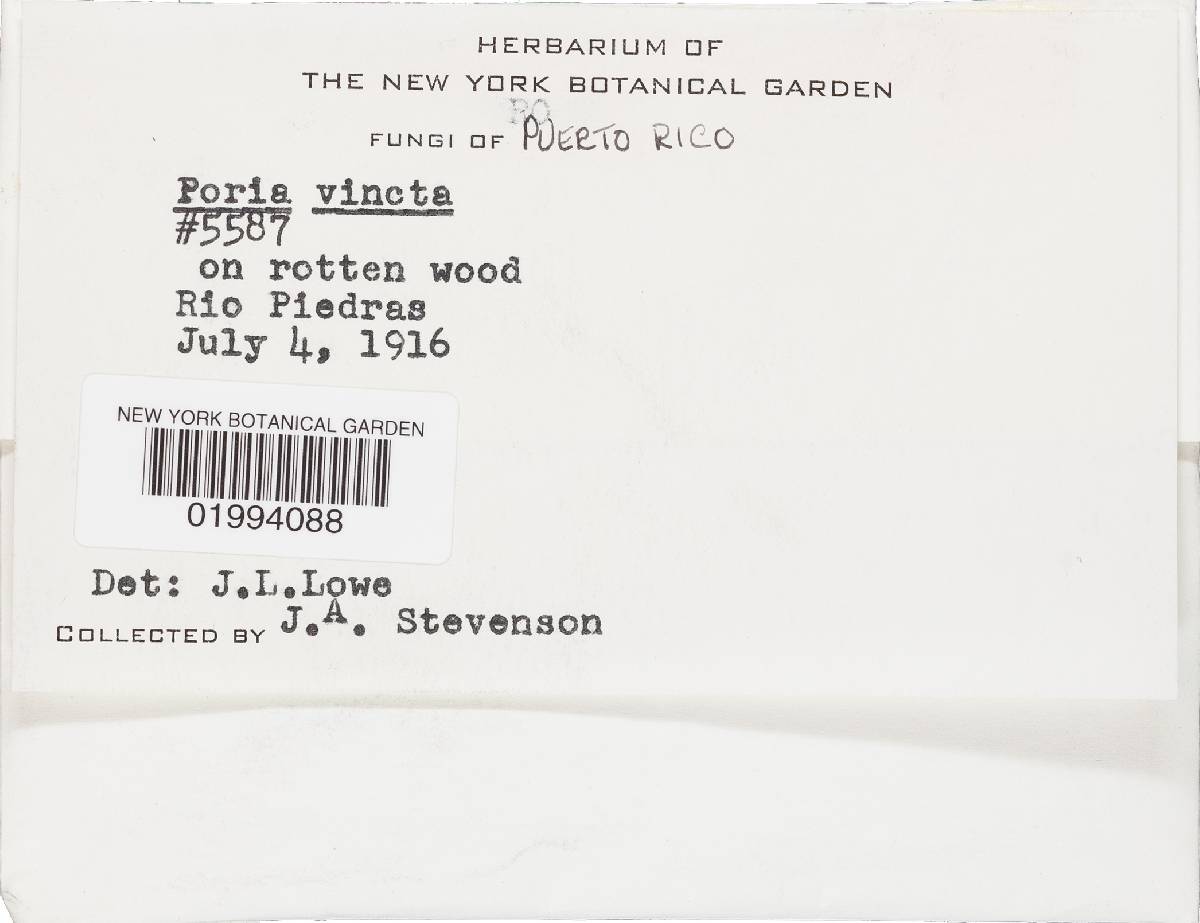 HERBARIUM OF
THE NEW YORK BOTANICAL GARDEN
FUNGI OF PUERTO RICO
Poria vincta
#5587
on rotten wood
Rio Piedras
July 4, 1916
NEW YORK BOTANICAL GARDEN
01994088
Det: J.L.Lowe
COLLECTED BY J.A. Stevenson